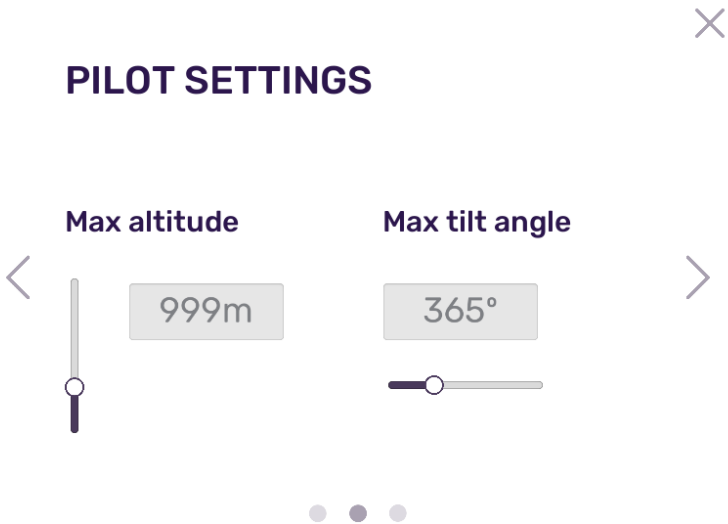 PILOT SETTINGS
Max altitude
Max tilt angle
999m
365°